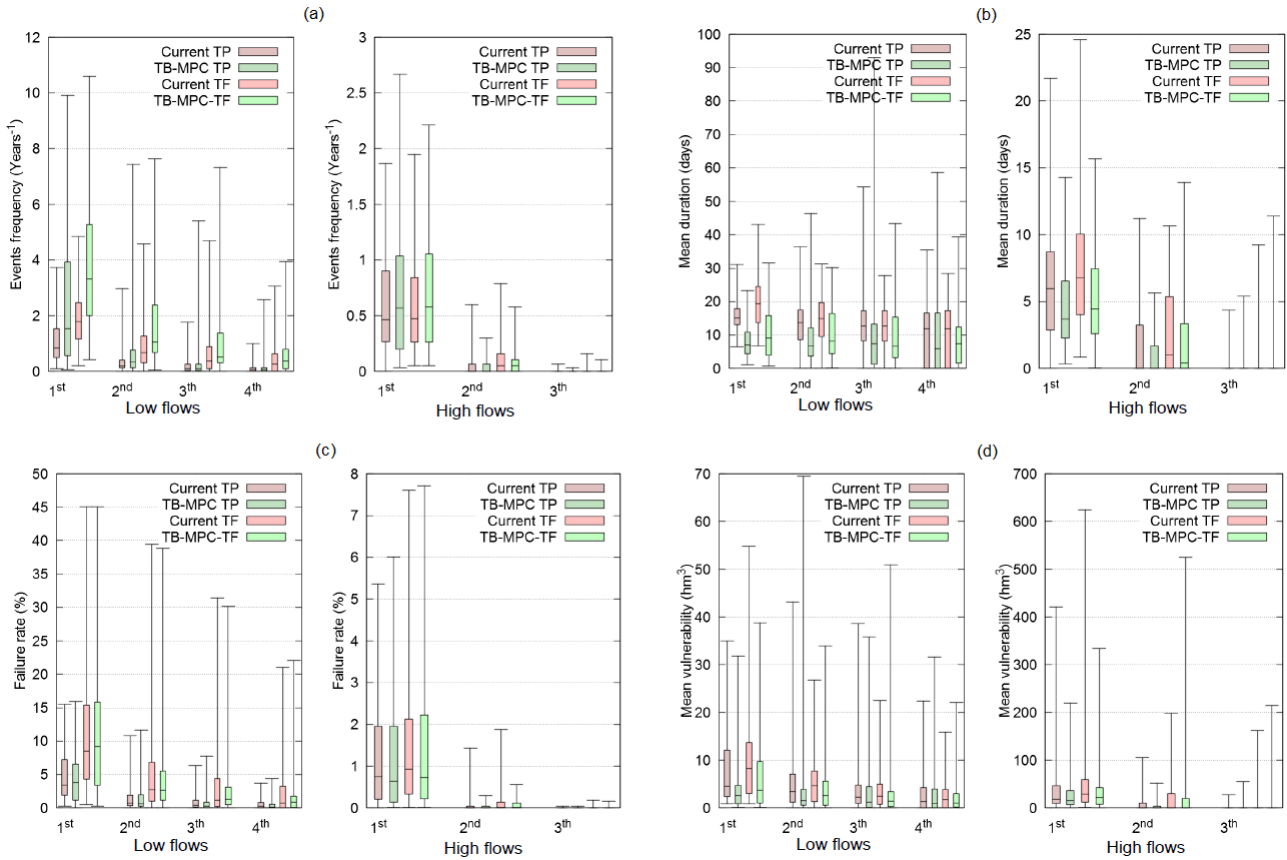 (a)
Events frequency (Years⁻¹)
12
10
8
6
4
2
0
Current TP
TB-MPC TP
Current TF
TB-MPC-TF
1st 2nd 3th 4th
Low flows
Events frequency (Years⁻¹)
3
2.5
2
1.5
1
0.5
0
Current TP
TB-MPC TP
Current TF
TB-MPC-TF
1st 2nd 3th
High flows
(b)
Mean duration (days)
100
90
80
70
60
50
40
30
20
10
0
Current TP
TB-MPC TP
Current TF
TB-MPC-TF
1st 2nd 3th 4th
Low flows
Mean duration (days)
25
20
15
10
5
0
Current TP
TB-MPC TP
Current TF
TB-MPC-TF
1st 2nd 3th
High flows
(c)
Failure rate (%)
50
45
40
35
30
25
20
15
10
5
0
Current TP
TB-MPC TP
Current TF
TB-MPC-TF
1st 2nd 3th 4th
Low flows
Failure rate (%)
8
7
6
5
4
3
2
1
0
Current TP
TB-MPC TP
Current TF
TB-MPC-TF
1st 2nd 3th
High flows
(d)
Mean vulnerability (hm³)
70
60
50
40
30
20
10
0
Current TP
TB-MPC TP
Current TF
TB-MPC-TF
1st 2nd 3th 4th
Low flows
Mean vulnerability (hm³)
700
600
500
400
300
200
100
0
Current TP
TB-MPC TP
Current TF
TB-MPC-TF
1st 2nd 3th
High flows